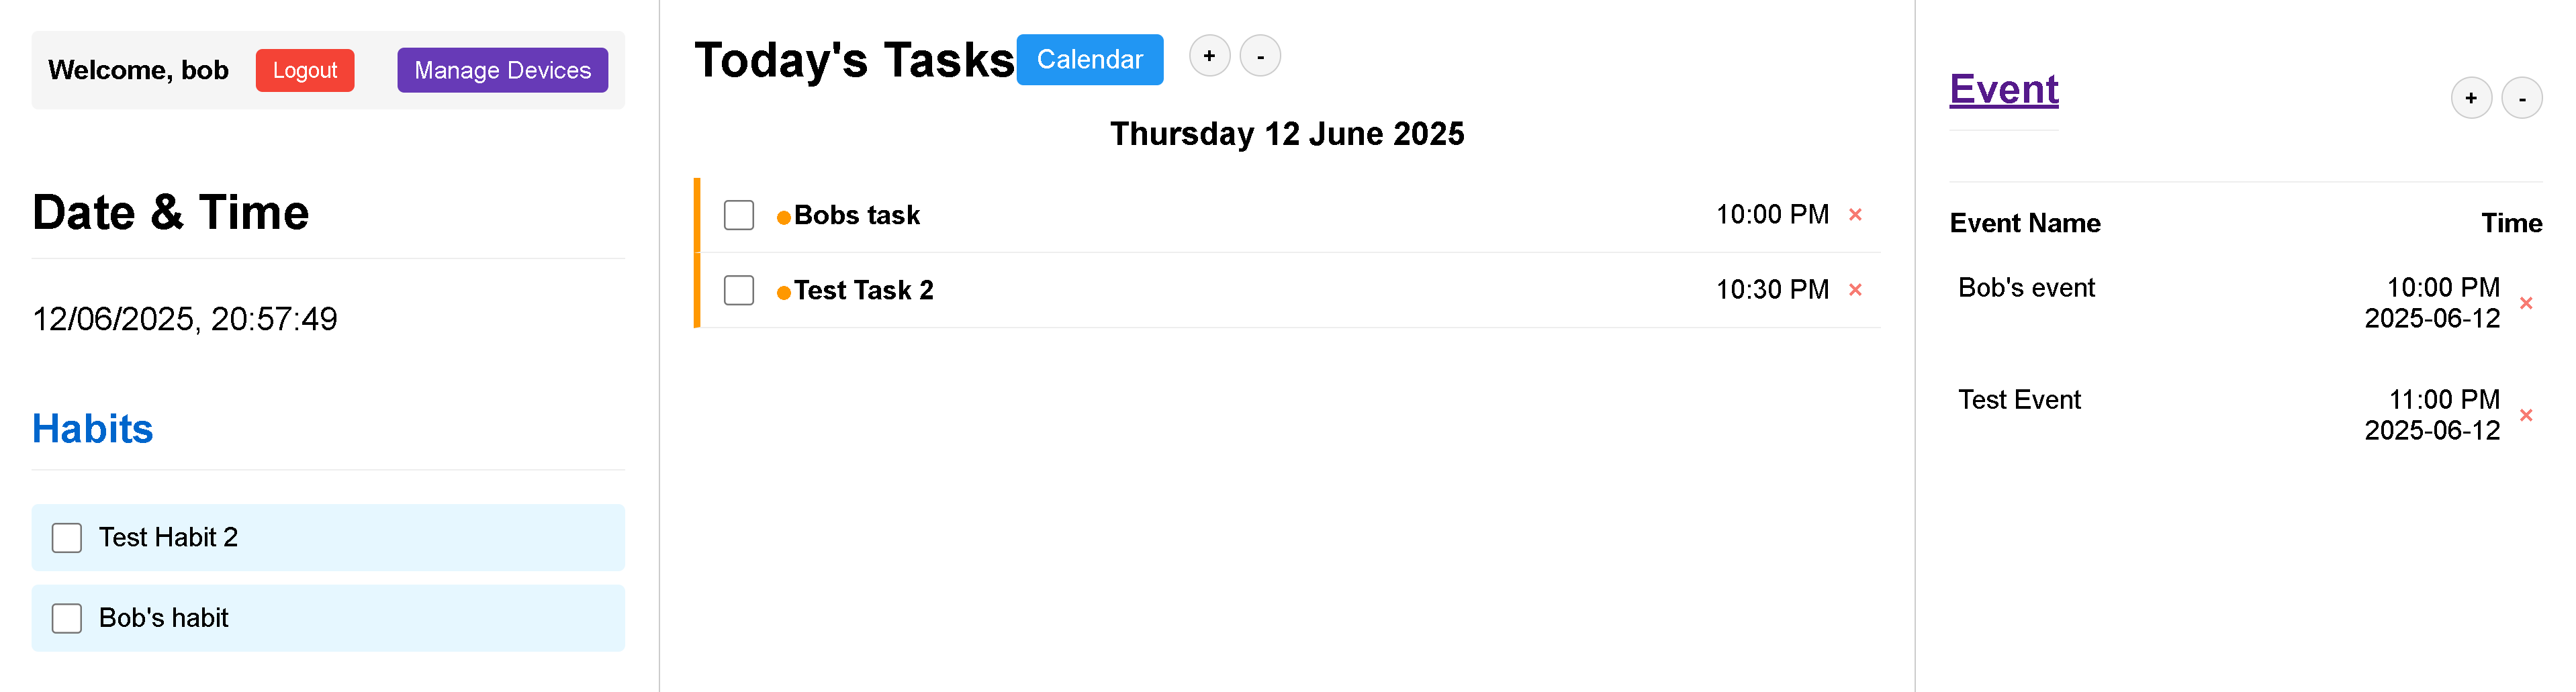 Welcome, bob Logout Manage Devices
Date & Time
12/06/2025, 20:57:49
Habits
Test Habit 2
Bob's habit
Today's Tasks Calendar + -
Thursday 12 June 2025
Bobs task 10:00 PM ×
Test Task 2 10:30 PM ×
Event + -
Event Name Time
Bob's event 10:00 PM ×
2025-06-12
Test Event 11:00 PM ×
2025-06-12